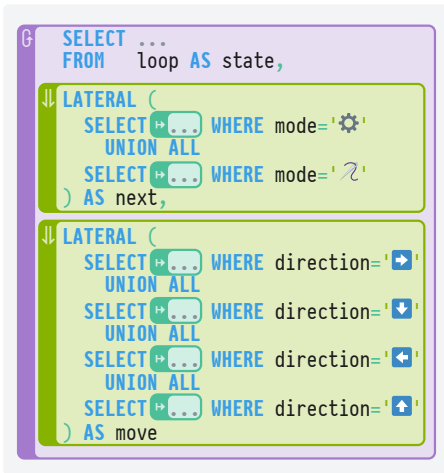 SELECT ...
FROM loop AS state,
LATERAL (
SELECT ↦ ... WHERE mode='⚙'
UNION ALL
SELECT ↦ ... WHERE mode=' '
) AS next,
LATERAL (
SELECT ↦ ... WHERE direction='➡'
UNION ALL
SELECT ↦ ... WHERE direction='⬇'
UNION ALL
SELECT ↦ ... WHERE direction='⬅'
UNION ALL
SELECT ↦ ... WHERE direction='⬆'
) AS move